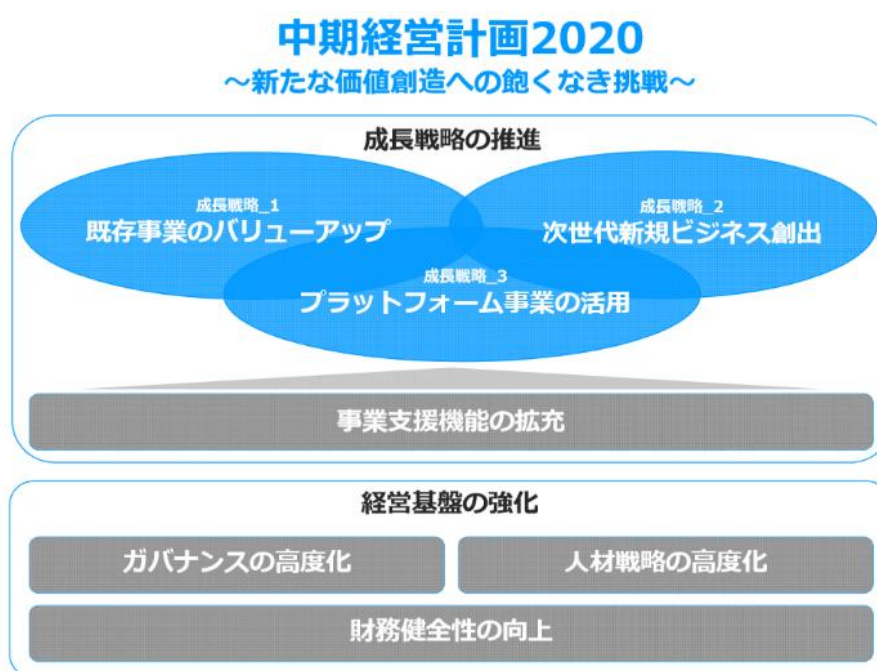 中期経営計画2020
～新たな価値創造への飽くなき挑戦～
成長戦略の推進
成長戦略_1
既存事業のバリューアップ
成長戦略_2
次世代新規ビジネス創出
成長戦略_3
プラットフォーム事業の活用
事業支援機能の拡充
経営基盤の強化
ガバナンスの高度化
人材戦略の高度化
財務健全性の向上